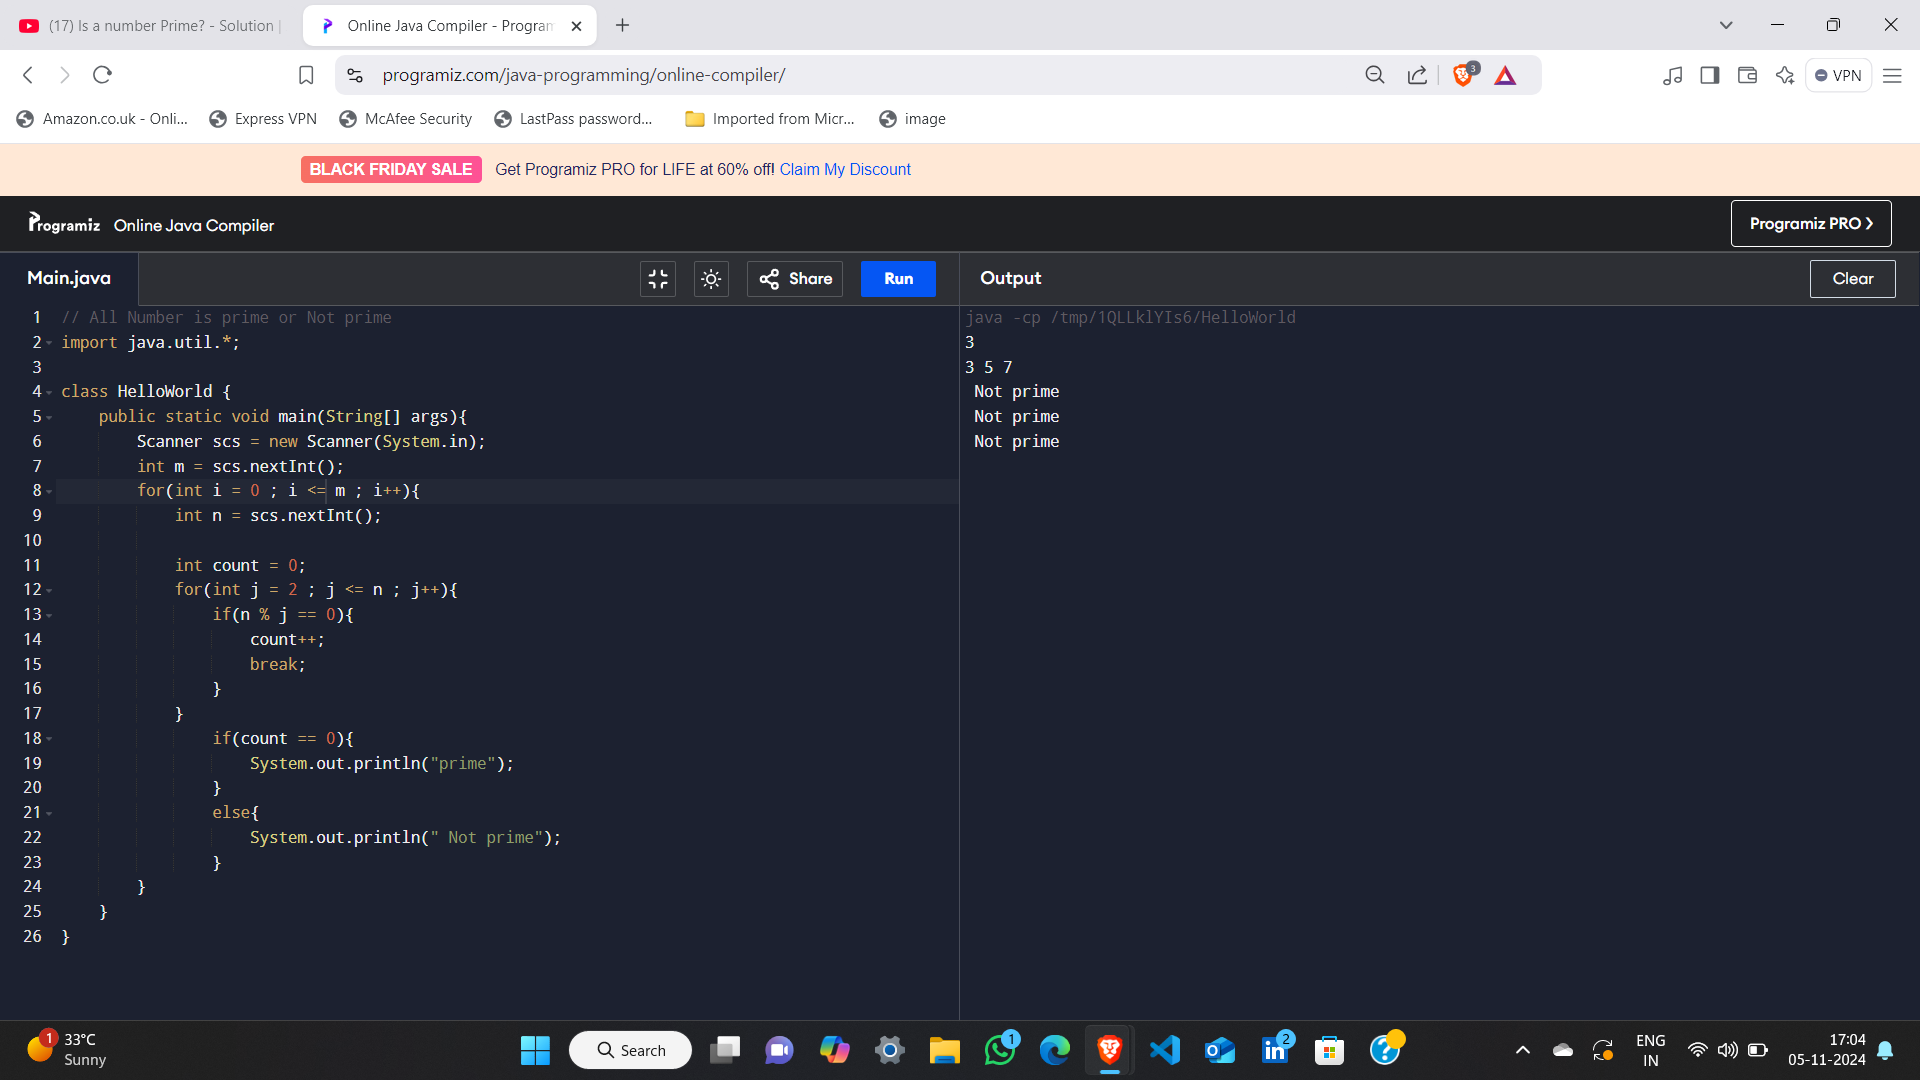 (17) Is a number Prime? - Solution |
Online Java Compiler - Program
programiz.com/java-programming/online-compiler/
3
VPN
Amazon.co.uk - Onli...
Express VPN
McAfee Security
LastPass password...
Imported from Micr...
image
BLACK FRIDAY SALE Get Programiz PRO for LIFE at 60% off! Claim My Discount
Programiz Online Java Compiler
Programiz PRO ❯
Main.java
Share
Run
Output
Clear
1 // All Number is prime or Not prime
2 import java.util.*;
3
4 class HelloWorld {
5     public static void main(String[] args){
6         Scanner scs = new Scanner(System.in);
7         int m = scs.nextInt();
8         for(int i = 0 ; i <= m ; i++){
9             int n = scs.nextInt();
10
11             int count = 0;
12             for(int j = 2 ; j <= n ; j++){
13                 if(n % j == 0){
14                     count++;
15                     break;
16                 }
17             }
18                 if(count == 0){
19                     System.out.println("prime");
20                 }
21                 else{
22                     System.out.println(" Not prime");
23                 }
24         }
25     }
26 }
java -cp /tmp/1QLLklYIs6/HelloWorld
3
3 5 7
 Not prime
 Not prime
 Not prime
1
33°C
Sunny
Search
1
2
ENG
IN
17:04
05-11-2024